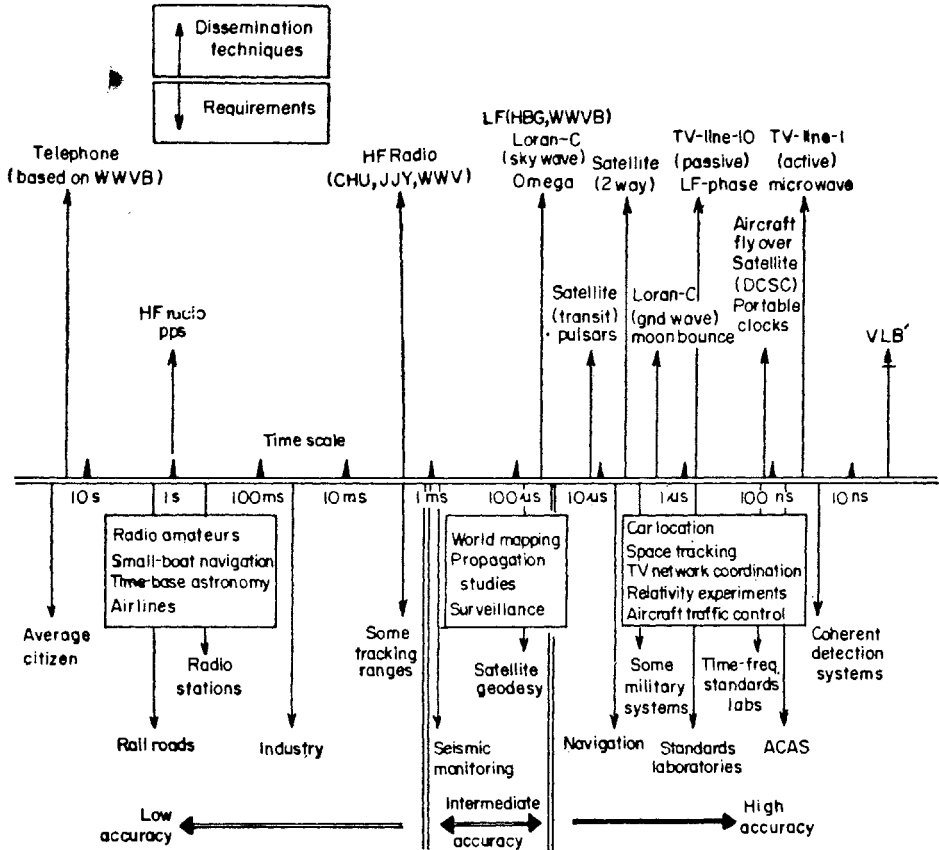 Dissemination
techniques
Requirements
Telephone
(based on WWVB)
HF radio
pps
HF Radio
(CHU, JJY, WWV)
LF(HBG,WWVB)
Loran-C
(sky wave)
Omega
Satellite
(transit)
pulsars
Satellite
(2 way)
Loran-C
(gnd wave)
moonbounce
TV-line-10
(passive)
LF-phase
Aircraft
fly over
Satellite
(DCSC)
Portable
clocks
TV-line-1
(active)
microwave
VLB
Time scale
10 s
1 s
100 ms
10 ms
1 ms
100 µs
10 µs
1 µs
100 ns
10 ns
Radio amateurs
Small-boat navigation
Time-base astronomy
Airlines
World mapping
Propagation
studies
Surveillance
Car location
Space tracking
TV network coordination
Relativity experiments
Aircraft traffic control
Average
citizen
Radio
stations
Rail roads
Industry
Some
tracking
ranges
Seismic
monitoring
Satellite
geodesy
Navigation
Some
military
systems
Standards
laboratories
Time-freq.
standards
labs
ACAS
Coherent
detection
systems
Low
accuracy
Intermediate
accuracy
High
accuracy